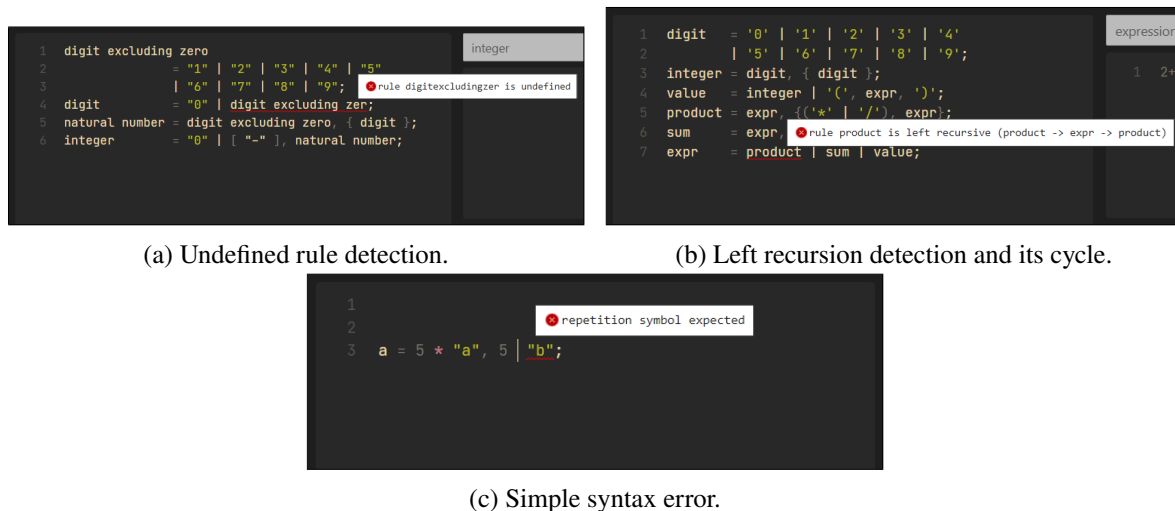 1 digit excluding zero
2 = "1" | "2" | "3" | "4" | "5"
3 | "6" | "7" | "8" | "9";
4 digit = "0" | digit excluding zer;
5 natural number = digit excluding zero, { digit };
6 integer = "0" | [ "-" ], natural number;
rule digitexcludingzer is undefined
integer
(a) Undefined rule detection.
1 digit = '0' | '1' | '2' | '3' | '4'
2 | '5' | '6' | '7' | '8' | '9';
3 integer = digit, { digit };
4 value = integer | '(', expr, ')';
5 product = expr, {('*' | '/'), expr};
6 sum = expr,
7 expr = product | sum | value;
rule product is left recursive (product -> expr -> product)
expression
1 2+
(b) Left recursion detection and its cycle.
1
2
3 a = 5 * "a", 5 "b";
repetition symbol expected
(c) Simple syntax error.